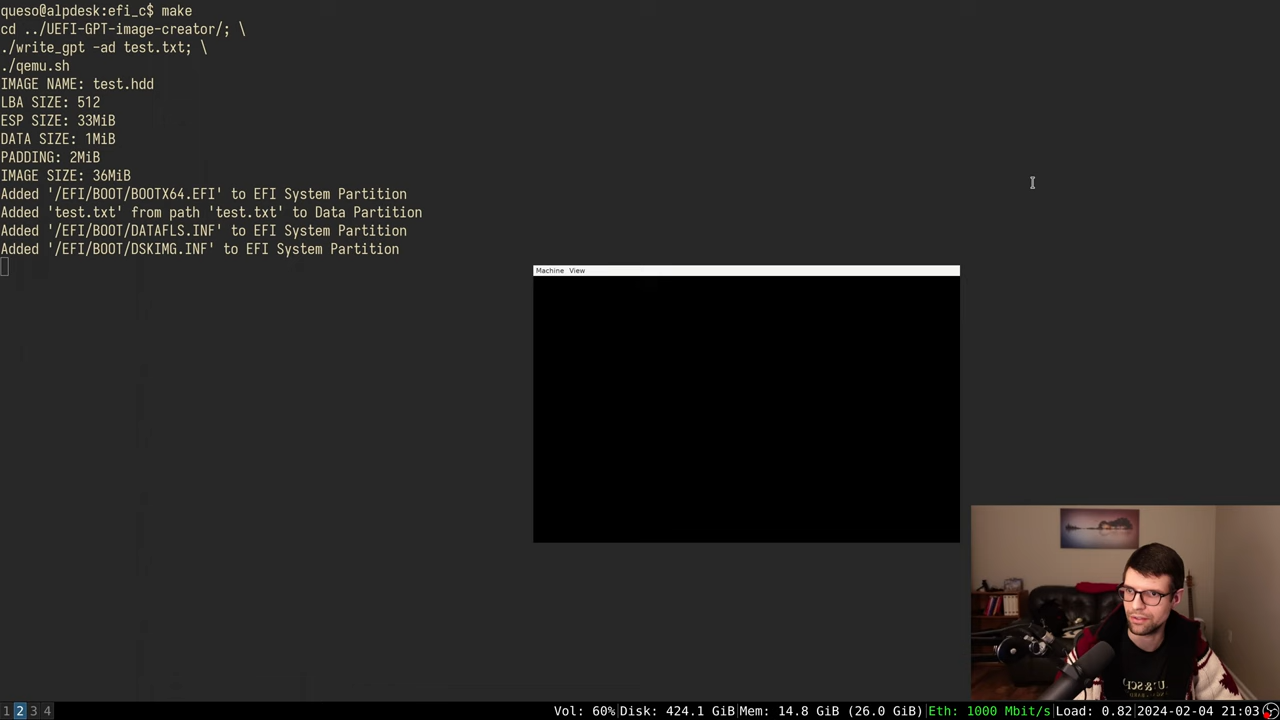 queso@alpdesk:efi_c$ make
cd ../UEFI-GPT-image-creator/; \
./write_gpt -ad test.txt; \
./qemu.sh
IMAGE NAME: test.hdd
LBA SIZE: 512
ESP SIZE: 33MiB
DATA SIZE: 1MiB
PADDING: 2MiB
IMAGE SIZE: 36MiB
Added '/EFI/BOOT/BOOTX64.EFI' to EFI System Partition
Added 'test.txt' from path 'test.txt' to Data Partition
Added '/EFI/BOOT/DATAFLS.INF' to EFI System Partition
Added '/EFI/BOOT/DSKIMG.INF' to EFI System Partition
Machine View
1 2 3 4 Vol: 60%|Disk: 424.1 GiB|Mem: 14.8 GiB (26.0 GiB)|Eth: 1000 Mbit/s|Load: 0.82|2024-02-04 21:03